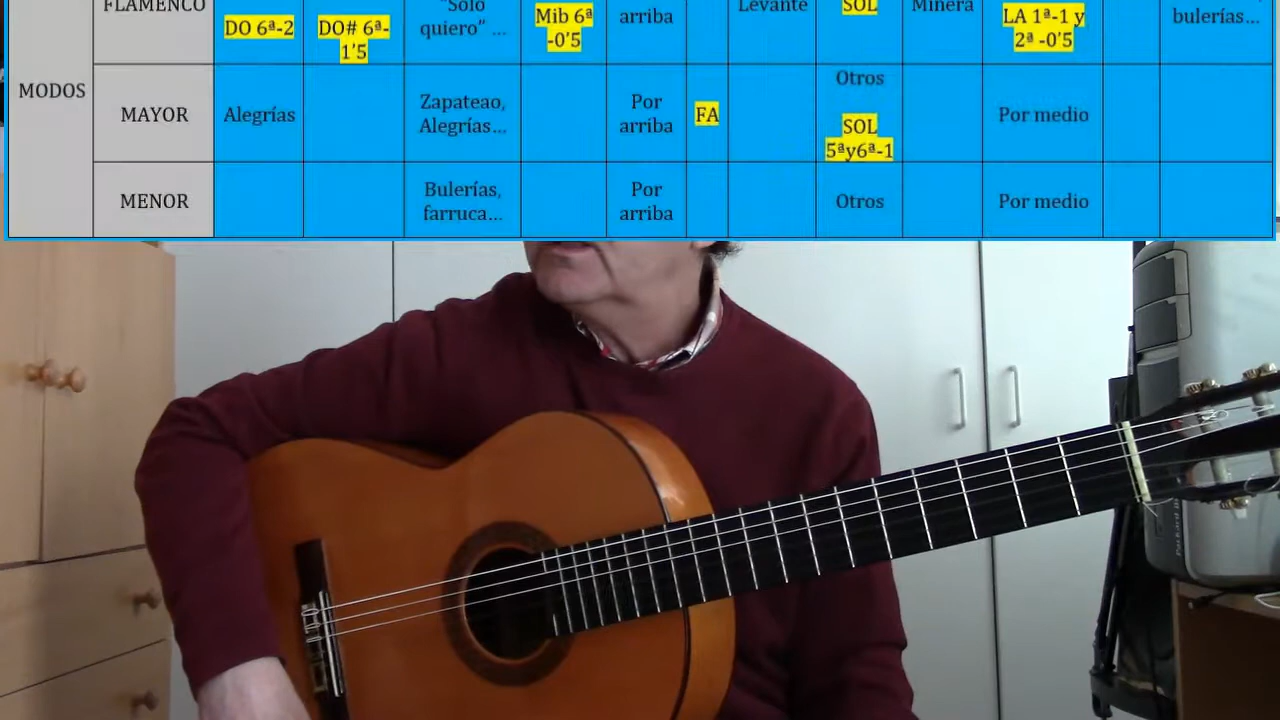 FLAMENCO
DO 6ª-2
DO# 6ª-
1'5
"Solo
quiero" ...
Mib 6ª
-0'5
arriba
Levante
SOL
Minera
LA 1ª-1 y
2ª -0'5
bulerías...
MODOS
MAYOR
Alegrías
Zapateao,
Alegrías...
Por
arriba
FA
Otros
SOL
5ªy6ª-1
Por medio
MENOR
Bulerías,
farruca...
Por
arriba
Otros
Por medio